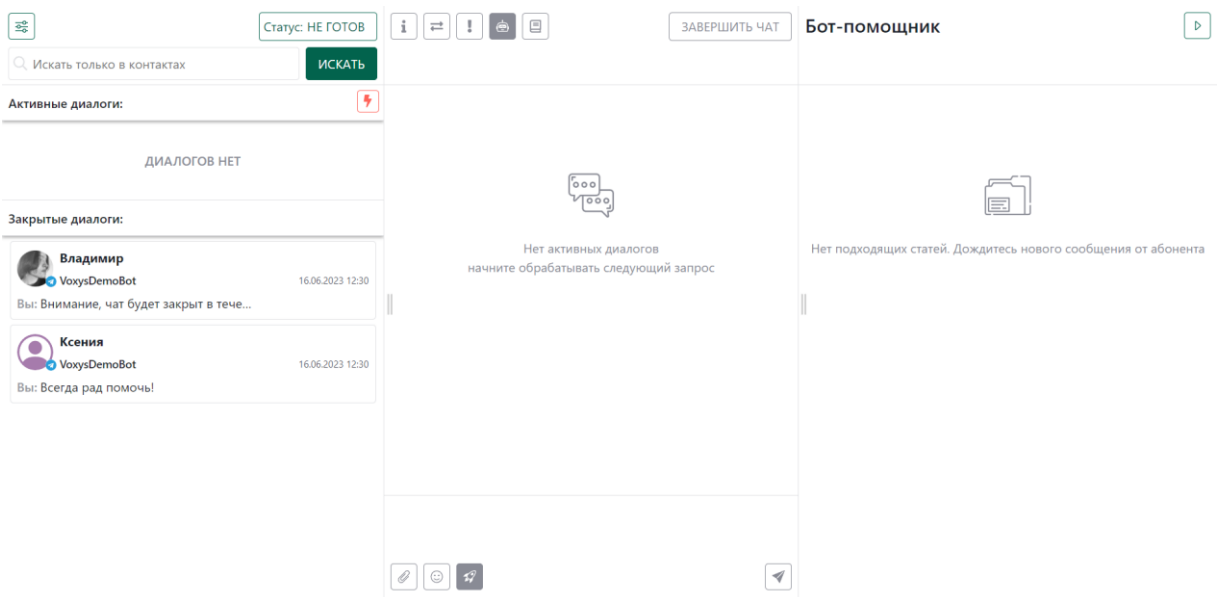 Статус: НЕ ГОТОВ
Искать только в контактах
ИСКАТЬ
Активные диалоги:
ДИАЛОГОВ НЕТ
Закрытые диалоги:
Владимир
VoxysDemoBot
16.06.2023 12:30
Вы: Внимание, чат будет закрыт в тече...
Ксения
VoxysDemoBot
16.06.2023 12:30
Вы: Всегда рад помочь!
ЗАВЕРШИТЬ ЧАТ
Нет активных диалогов
начните обрабатывать следующий запрос
Бот-помощник
Нет подходящих статей. Дождитесь нового сообщения от абонента